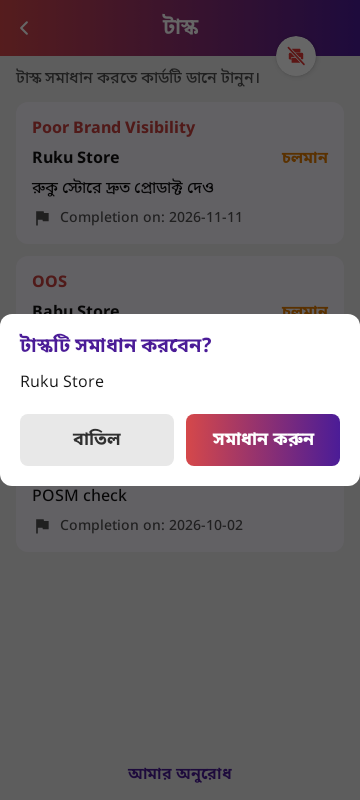 টাস্ক
টাস্ক সমাধান করতে কার্ডটি ডানে টানুন।
Poor Brand Visibility
Ruku Store
চলমান
রুকু স্টোরে দ্রুত প্রোডাক্ট দেও
Completion on: 2026-11-11
OOS
Babu Store
চলমান
টাস্কটি সমাধান করবেন?
Ruku Store
বাতিল
সমাধান করুন
POSM check
Completion on: 2026-10-02
আমার অনুরোধ